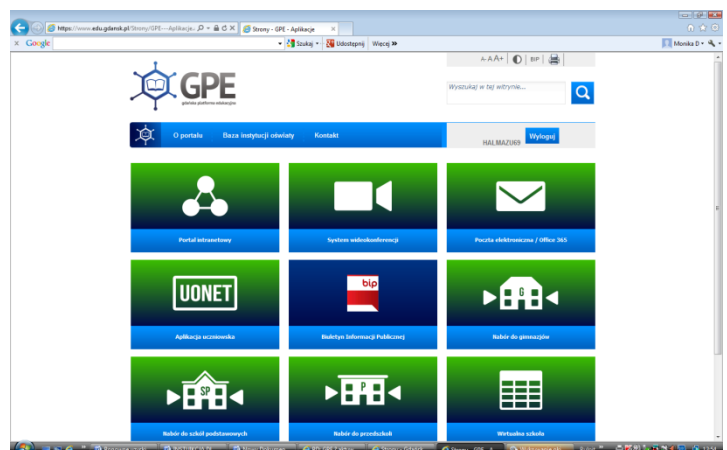 https://www.edu.gdansk.pl/Strony/GPE---Aplikacje.
Strony - GPE - Aplikacje
x Google
Szukaj
Udostępnij
Więcej »
Monika D
A- A A+ | BIP |
GPE
gdańska platforma edukacyjna
Wyszukaj w tej witrynie...
O portalu Baza instytucji oświaty Kontakt
HALMAZU69 Wyloguj
Portal intranetowy
System wideokonferencji
Poczta elektroniczna / Office 365
UONET
bip
G
Aplikacja uczniowska
Biuletyn Informacji Publicznej
Nabór do gimnazjów
SP
P
Nabór do szkół podstawowych
Nabór do przedszkoli
Wirtualna szkoła